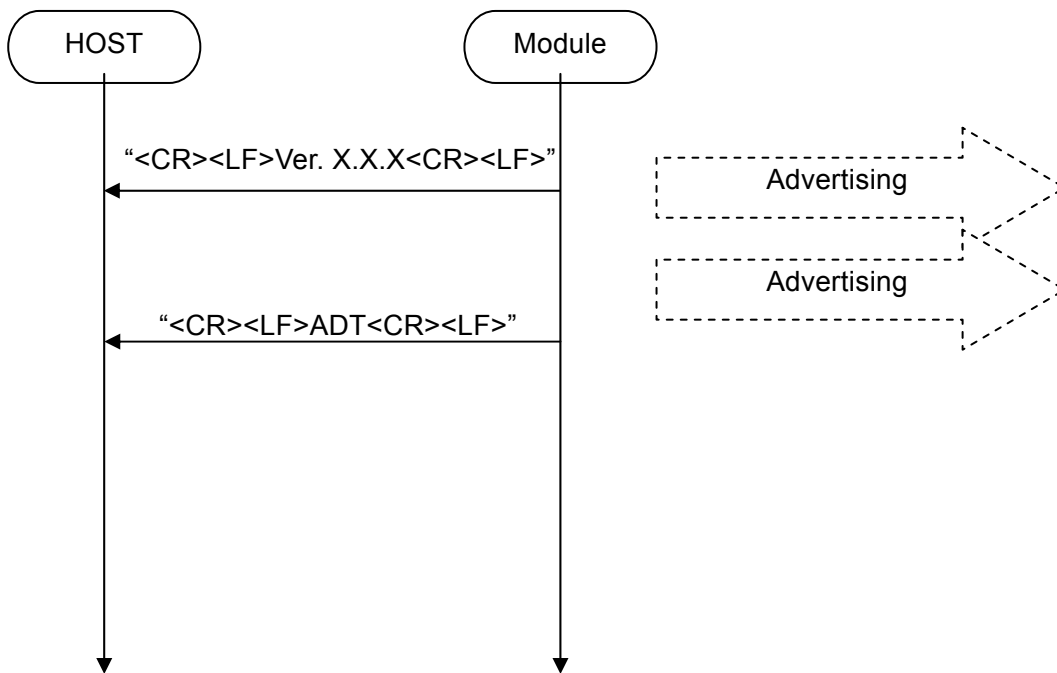 HOST
Module
“<CR><LF>Ver. X.X.X<CR><LF>”
Advertising
Advertising
“<CR><LF>ADT<CR><LF>”